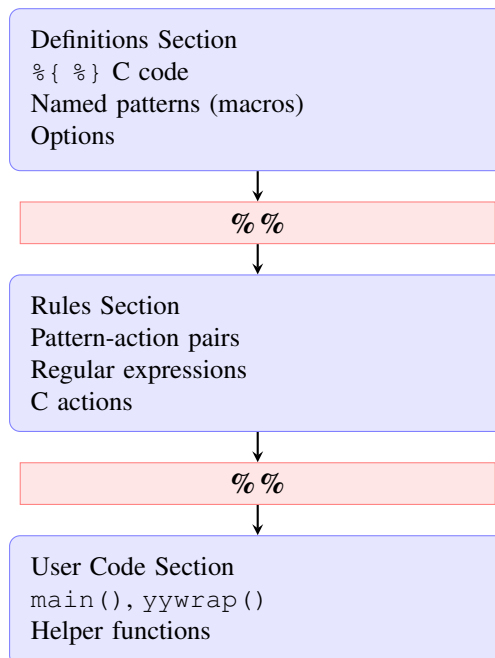 Definitions Section
%{ %} C code
Named patterns (macros)
Options
%%
Rules Section
Pattern-action pairs
Regular expressions
C actions
%%
User Code Section
main(), yywrap()
Helper functions